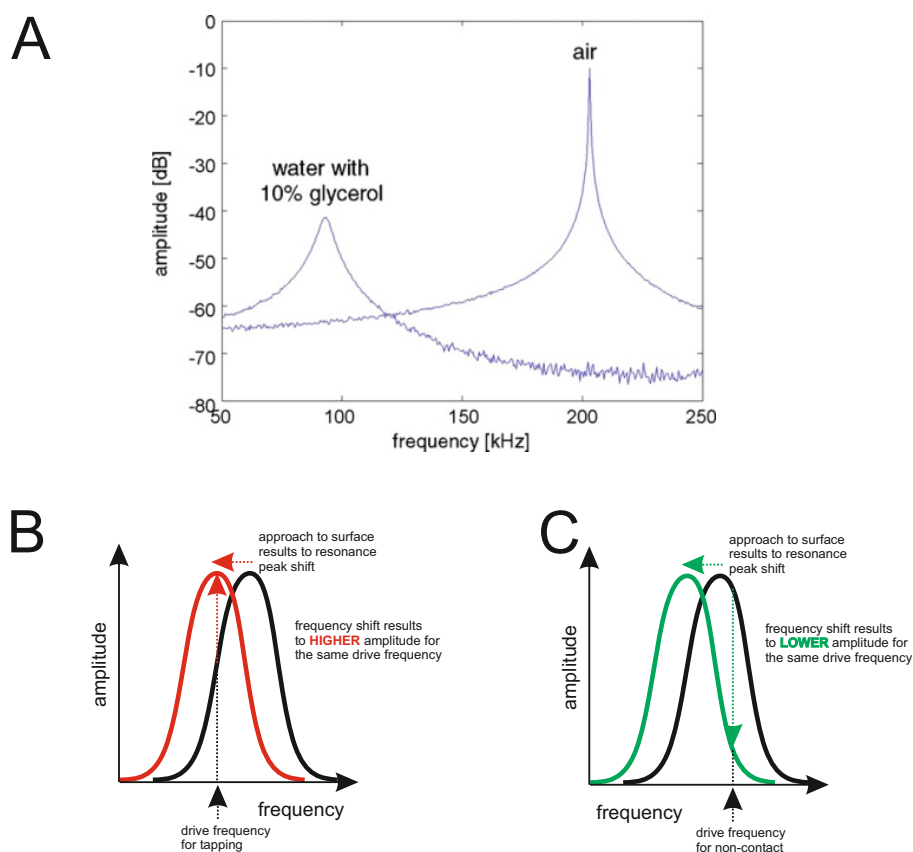 A
0
-10
-20
-30
-40
-50
-60
-70
-80
amplitude [dB]
air
water with
10% glycerol
50
100
150
200
250
frequency [kHz]
B
approach to surface
results to resonance
peak shift
frequency shift results
to HIGHER amplitude for
the same drive frequency
amplitude
frequency
drive frequency
for tapping
C
approach to surface
results to resonance
peak shift
frequency shift results
to LOWER amplitude for
the same drive frequency
amplitude
frequency
drive frequency
for non-contact